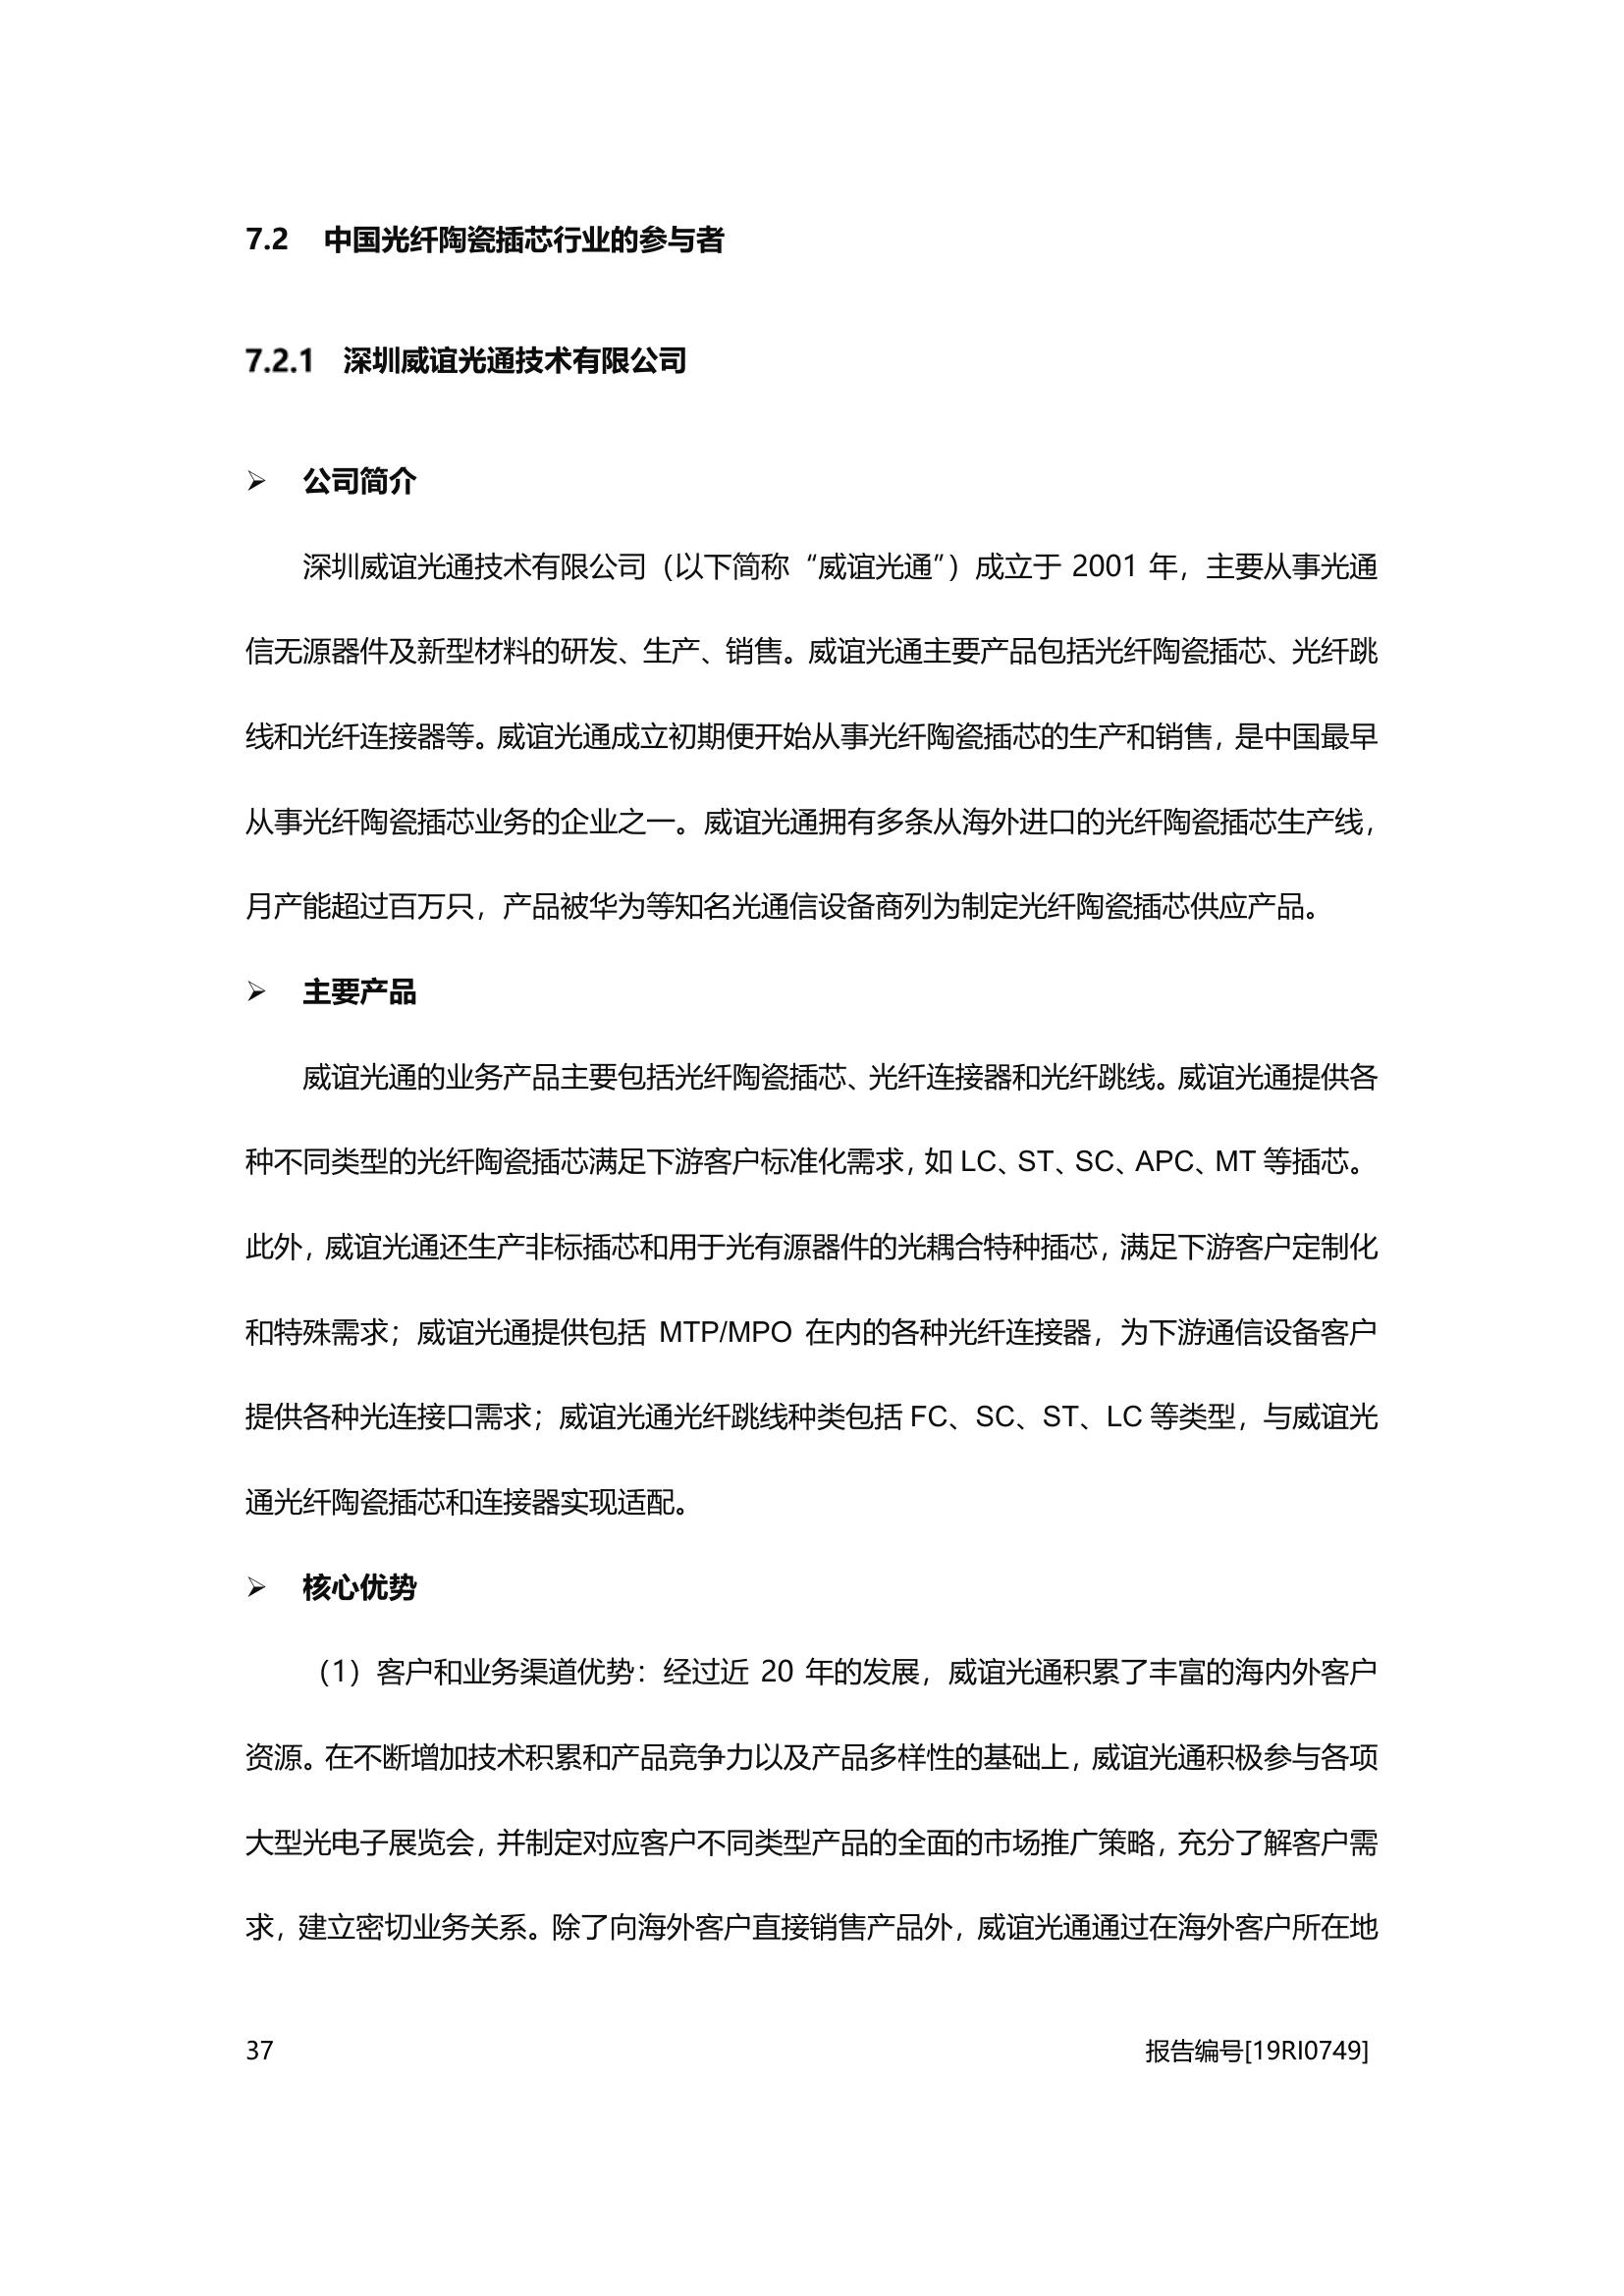 7.2 中国光纤陶瓷插芯行业的参与者
7.2.1 深圳威谊光通技术有限公司
➢ 公司简介
深圳威谊光通技术有限公司（以下简称“威谊光通”）成立于 2001 年，主要从事光通
信无源器件及新型材料的研发、生产、销售。威谊光通主要产品包括光纤陶瓷插芯、光纤跳
线和光纤连接器等。威谊光通成立初期便开始从事光纤陶瓷插芯的生产和销售，是中国最早
从事光纤陶瓷插芯业务的企业之一。威谊光通拥有多条从海外进口的光纤陶瓷插芯生产线，
月产能超过百万只，产品被华为等知名光通信设备商列为制定光纤陶瓷插芯供应产品。
➢ 主要产品
威谊光通的业务产品主要包括光纤陶瓷插芯、光纤连接器和光纤跳线。威谊光通提供各
种不同类型的光纤陶瓷插芯满足下游客户标准化需求，如 LC、ST、SC、APC、MT 等插芯。
此外，威谊光通还生产非标插芯和用于光有源器件的光耦合特种插芯，满足下游客户定制化
和特殊需求；威谊光通提供包括 MTP/MPO 在内的各种光纤连接器，为下游通信设备客户
提供各种光连接口需求；威谊光通光纤跳线种类包括 FC、SC、ST、LC 等类型，与威谊光
通光纤陶瓷插芯和连接器实现适配。
➢ 核心优势
（1）客户和业务渠道优势：经过近 20 年的发展，威谊光通积累了丰富的海内外客户
资源。在不断增加技术积累和产品竞争力以及产品多样性的基础上，威谊光通积极参与各项
大型光电子展览会，并制定对应客户不同类型产品的全面的市场推广策略，充分了解客户需
求，建立密切业务关系。除了向海外客户直接销售产品外，威谊光通通过在海外客户所在地
37
报告编号[19RI0749]